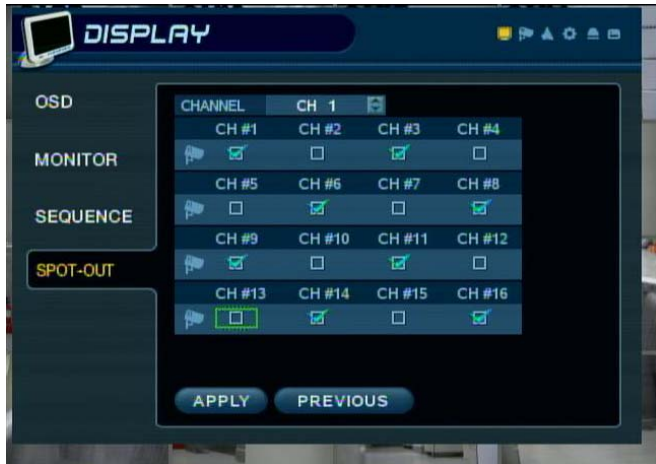 DISPLAY
OSD
MONITOR
SEQUENCE
SPOT-OUT
CHANNEL CH 1
CH #1 CH #2 CH #3 CH #4
CH #5 CH #6 CH #7 CH #8
CH #9 CH #10 CH #11 CH #12
CH #13 CH #14 CH #15 CH #16
APPLY PREVIOUS